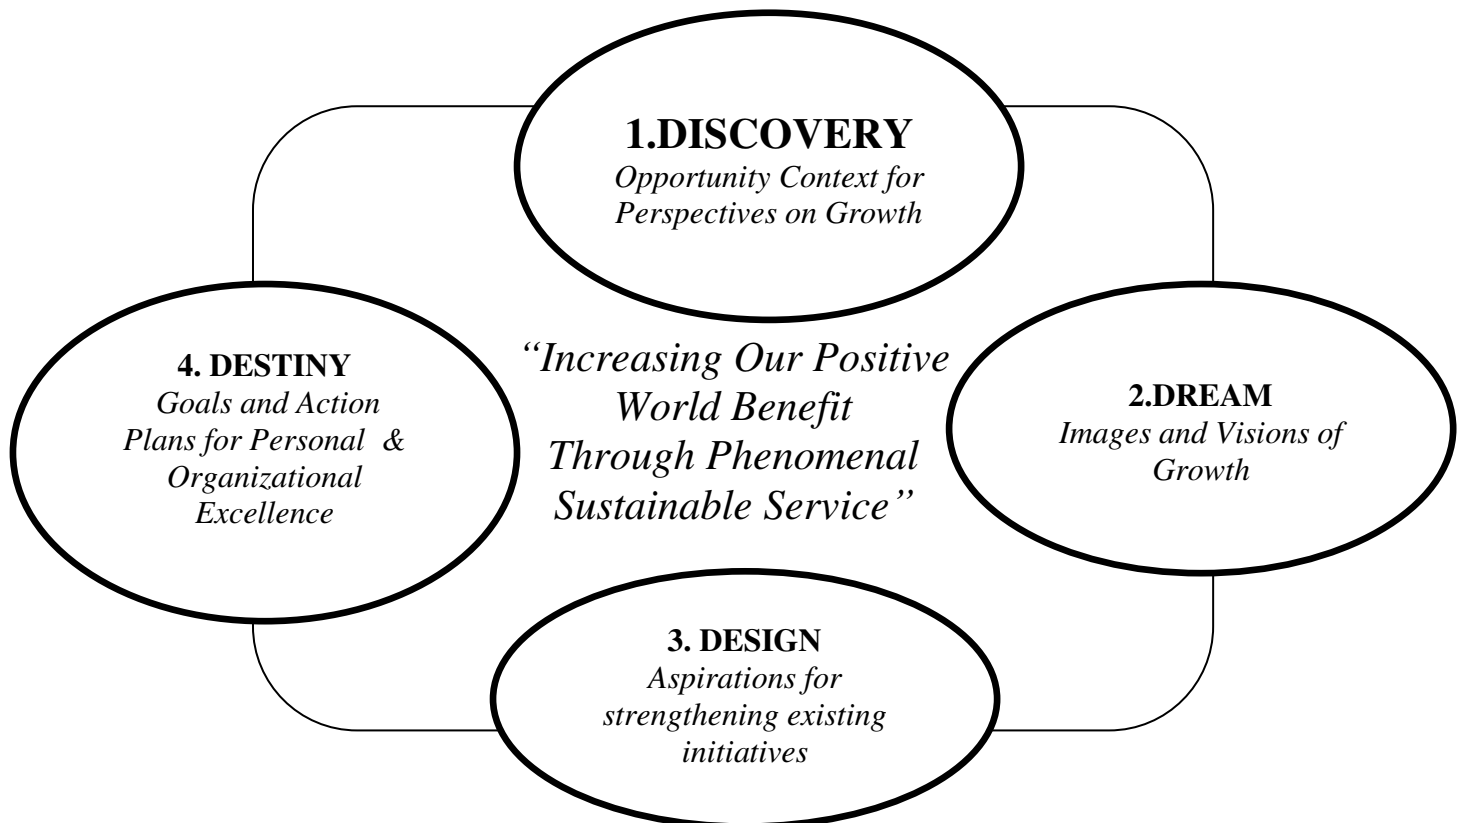 1.DISCOVERY
Opportunity Context for
Perspectives on Growth
“Increasing Our Positive
World Benefit
Through Phenomenal
Sustainable Service”
2.DREAM
Images and Visions of
Growth
3. DESIGN
Aspirations for
strengthening existing
initiatives
4. DESTINY
Goals and Action
Plans for Personal &
Organizational
Excellence